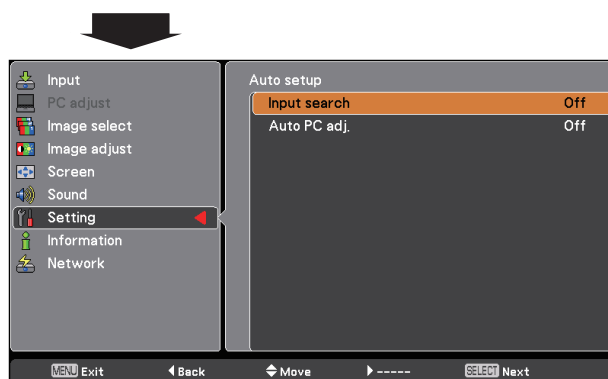 Input
PC adjust
Image select
Image adjust
Screen
Sound
Setting
Information
Network
Auto setup
Input search Off
Auto PC adj. Off
MENU Exit Back Move ----- SELECT Next